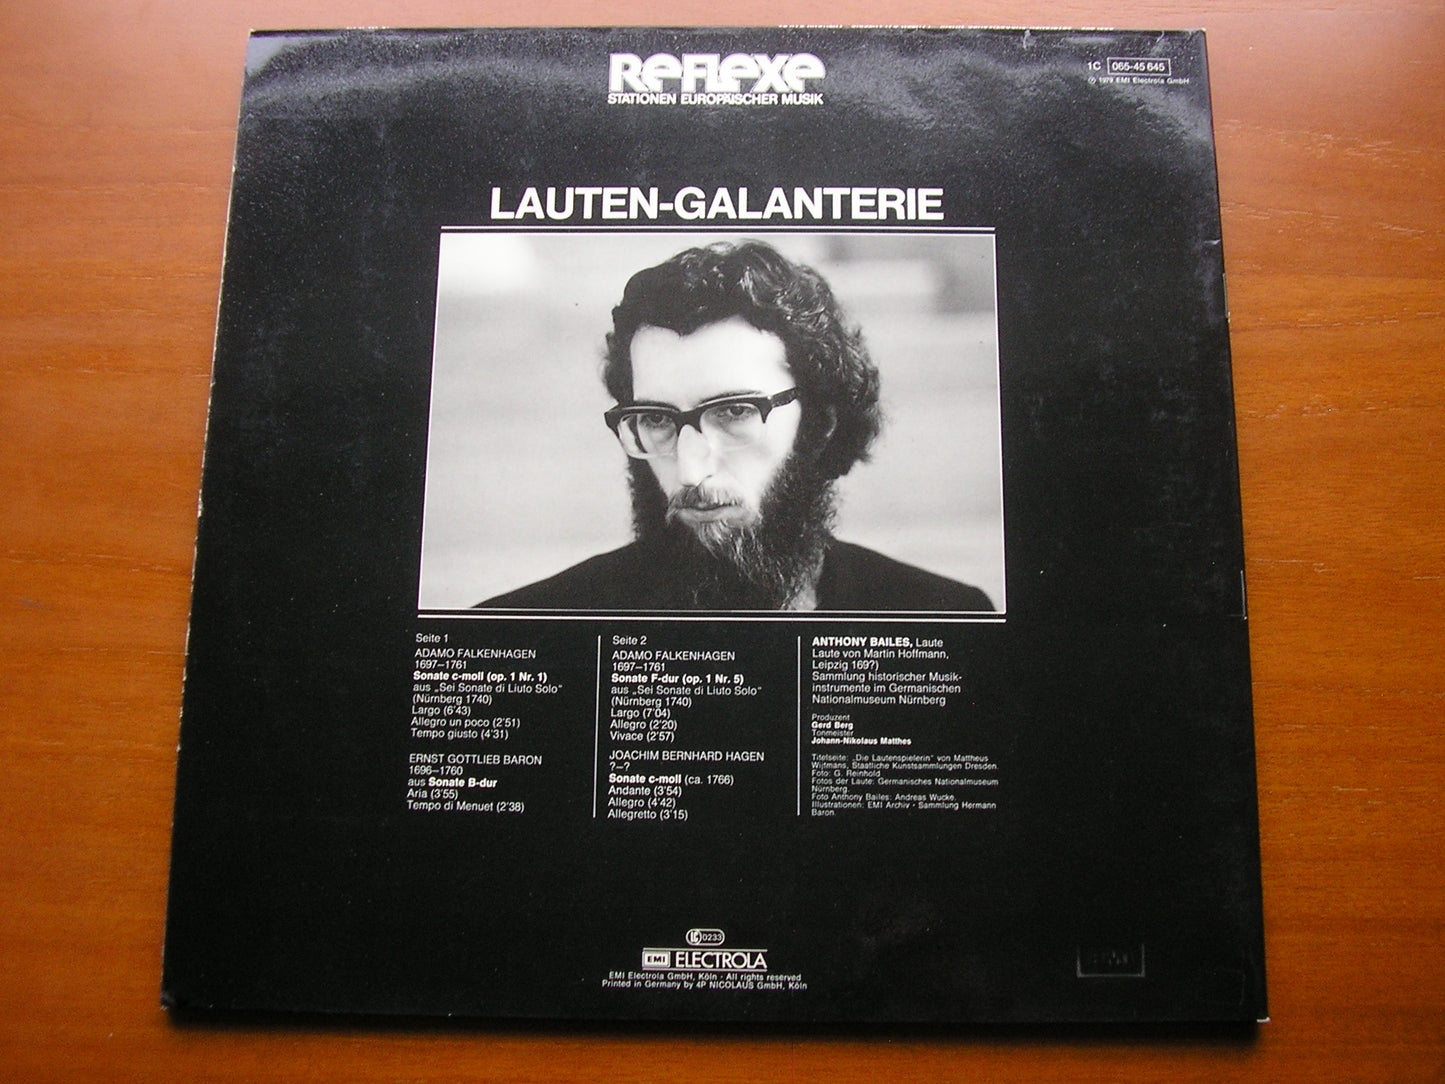 REFLEXE
STATIONEN EUROPÄISCHER MUSIK
1C 065-45 645
℗ 1979 EMI Electrola GmbH
LAUTEN-GALANTERIE
Seite 1
ADAMO FALKENHAGEN
1697–1761
Sonate c-moll (op. 1 Nr. 1)
aus „Sei Sonate di Liuto Solo"
(Nürnberg 1740)
Largo (6'43)
Allegro un poco (2'51)
Tempo giusto (4'31)
ERNST GOTTLIEB BARON
1696–1760
aus Sonate B-dur
Aria (3'55)
Tempo di Menuet (2'38)
Seite 2
ADAMO FALKENHAGEN
1697–1761
Sonate F-dur (op. 1 Nr. 5)
aus „Sei Sonate di Liuto Solo"
(Nürnberg 1740)
Largo (7'04)
Allegro (2'20)
Vivace (2'57)
JOACHIM BERNHARD HAGEN
?–?
Sonate c-moll (ca. 1766)
Andante (3'54)
Allegro (4'42)
Allegretto (3'15)
ANTHONY BAILES, Laute
Laute von Martin Hoffmann,
Leipzig 169?)
Sammlung historischer Musik-
instrumente im Germanischen
Nationalmuseum Nürnberg
Produzent
Gerd Berg
Tonmeister
Johann-Nikolaus Matthes
Titelseite: „Die Lautenspielerin" von Mattheus
Wijtmans, Staatliche Kunstsammlungen Dresden.
Foto: G. Reinhold
Fotos der Laute: Germanisches Nationalmuseum
Nürnberg.
Foto Anthony Bailes: Andreas Wucke.
Illustrationen: EMI Archiv · Sammlung Hermann
Baron.
LC 0233
EMI ELECTROLA
EMI Electrola GmbH, Köln · All rights reserved
Printed in Germany by 4P NICOLAUS GmbH, Köln